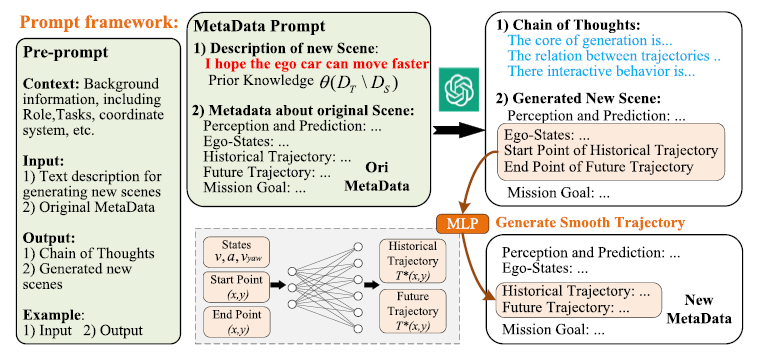 Prompt framework:
Pre-prompt
Context: Background
information, including
Role,Tasks, coordinate
system, etc.
Input:
1) Text description for
generating new scenes
2) Original MetaData
Output:
1) Chain of Thoughts
2) Generated new
scenes
Example:
1) Input 2) Output
MetaData Prompt
1) Description of new Scene:
I hope the ego car can move faster
Prior Knowledge θ(D_T \ D_S)
2) Metadata about original Scene:
Perception and Prediction: ...
Ego-States: ...
Historical Trajectory: ...
Future Trajectory: ...
Mission Goal: ...
Ori
MetaData
1) Chain of Thoughts:
The core of generation is...
The relation between trajectories ..
There interactive behavior is...
2) Generated New Scene:
Perception and Prediction: ...
Ego-States: ...
Start Point of Historical Trajectory
End Point of Future Trajectory
Mission Goal: ...
MLP
Generate Smooth Trajectory
States
v, a, v_yaw
Start Point
(x,y)
End Point
(x,y)
Historical
Trajectory
T*(x,y)
Future
Trajectory
T*(x,y)
Perception and Prediction: ...
Ego-States: ...
Historical Trajectory: ...
Future Trajectory: ...
Mission Goal: ...
New
MetaData